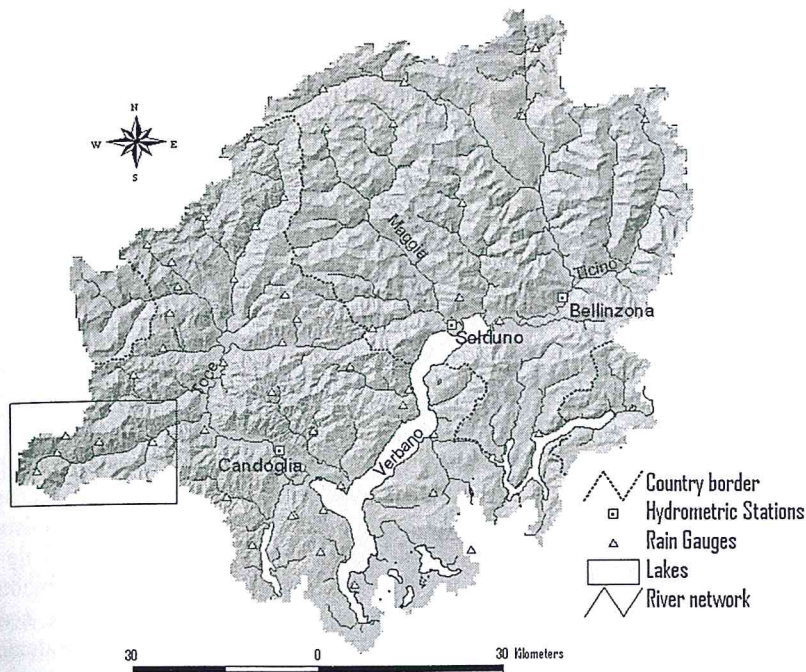 N
W E
S
Maggia
Ticino
Bellinzona
Solduno
Toce
Verbano
Candoglia
Country border
Hydrometric Stations
Rain Gauges
Lakes
River network
30 0 30 Kilometers